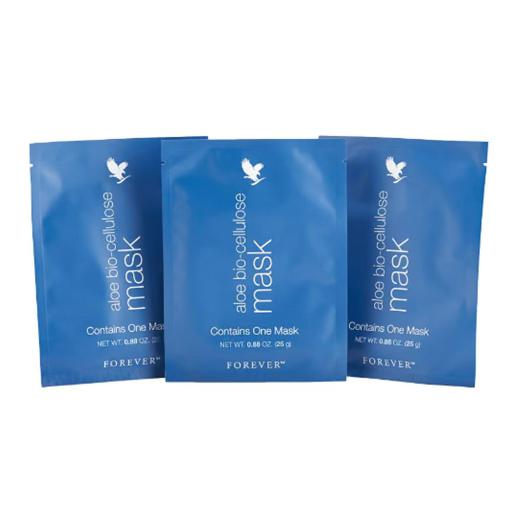 aloe bio-cellulose
mask
Contains One Mask
NET WT. 0.88 OZ. (25
FOREVER™
aloe bio-cellulose
mask
Contains One Mask
NET WT. 0.88 OZ. (25 g)
FOREVER™
aloe bio-cellulose
mask
Contains One Mask
NET WT. 0.88 OZ. (25 g)
FOREVER™